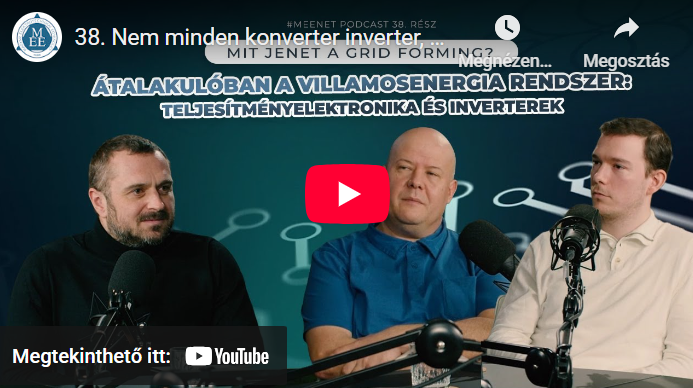 #MEENET PODCAST 38. RÉSZ
38. Nem minden konverter inverter, ...
MIT JENET A GRID FORMING?
Megnézen...
Megosztás
ÁTALAKULÓBAN A VILLAMOSENERGIA RENDSZER:
TELJESÍTMÉNYELEKTRONIKA ÉS INVERTEREK
MEE
Megtekinthető itt:
YouTube